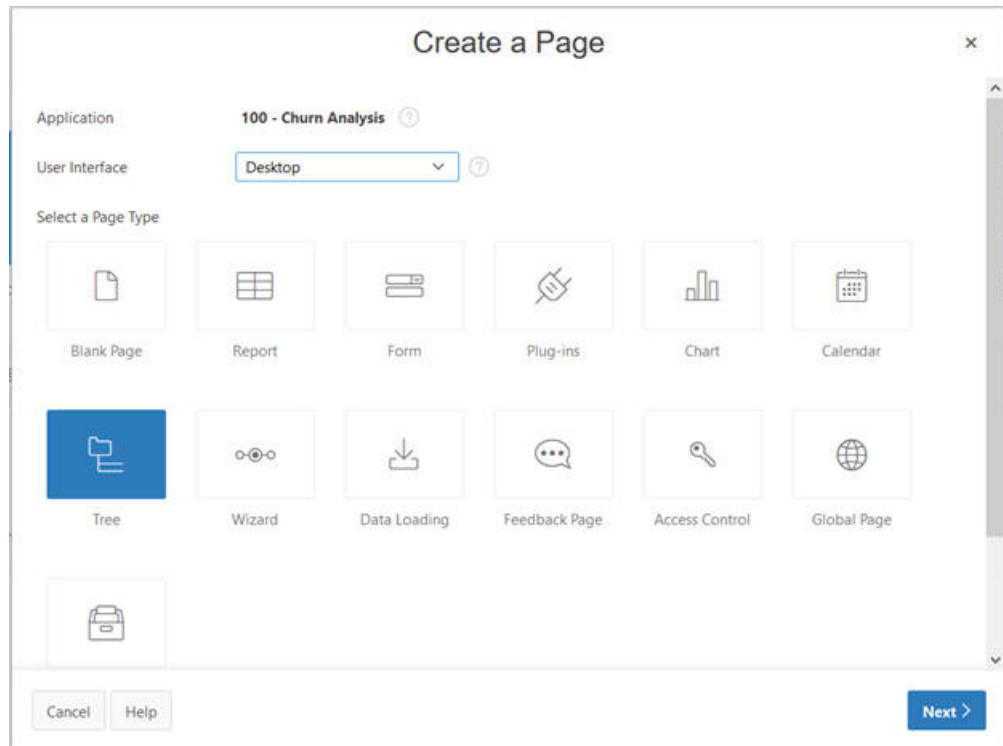 Create a Page
Application 100 - Churn Analysis ?
User Interface Desktop ?
Select a Page Type
Blank Page Report Form Plug-ins Chart Calendar
Tree Wizard Data Loading Feedback Page Access Control Global Page
Cancel Help Next